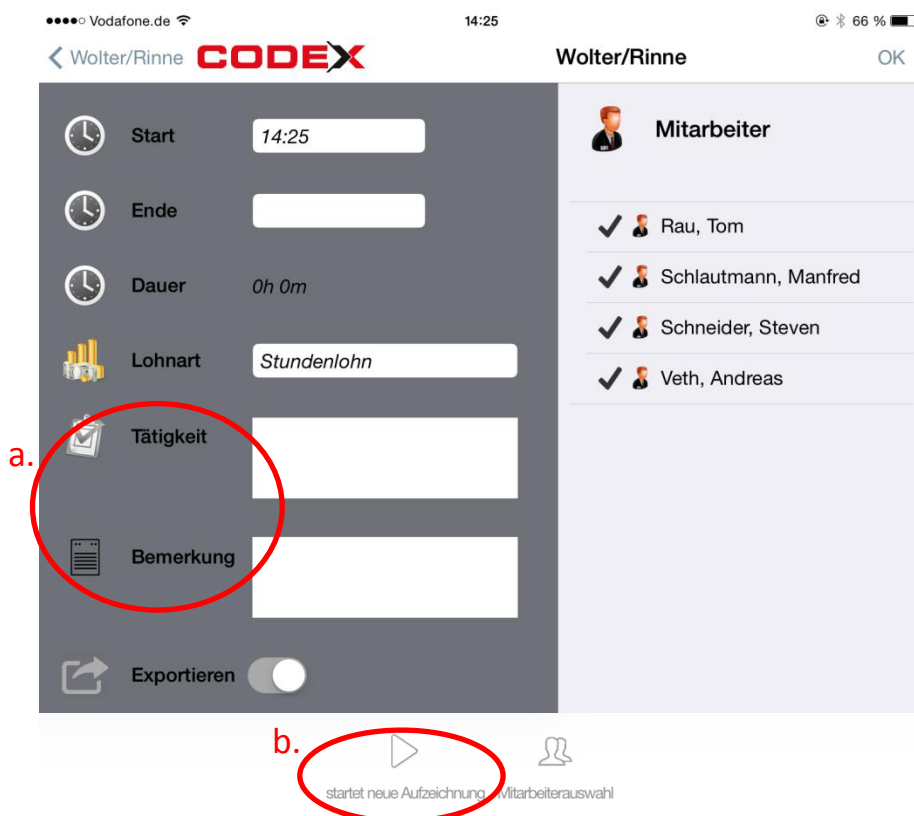 Vodafone.de 14:25 66 %
Wolter/Rinne CODEX Wolter/Rinne OK
Start 14:25
Ende
Dauer 0h 0m
Lohnart Stundenlohn
a. Tätigkeit
Bemerkung
Exportieren
Mitarbeiter
Rau, Tom
Schlautmann, Manfred
Schneider, Steven
Veth, Andreas
b.
startet neue Aufzeichnung Mitarbeiterauswahl